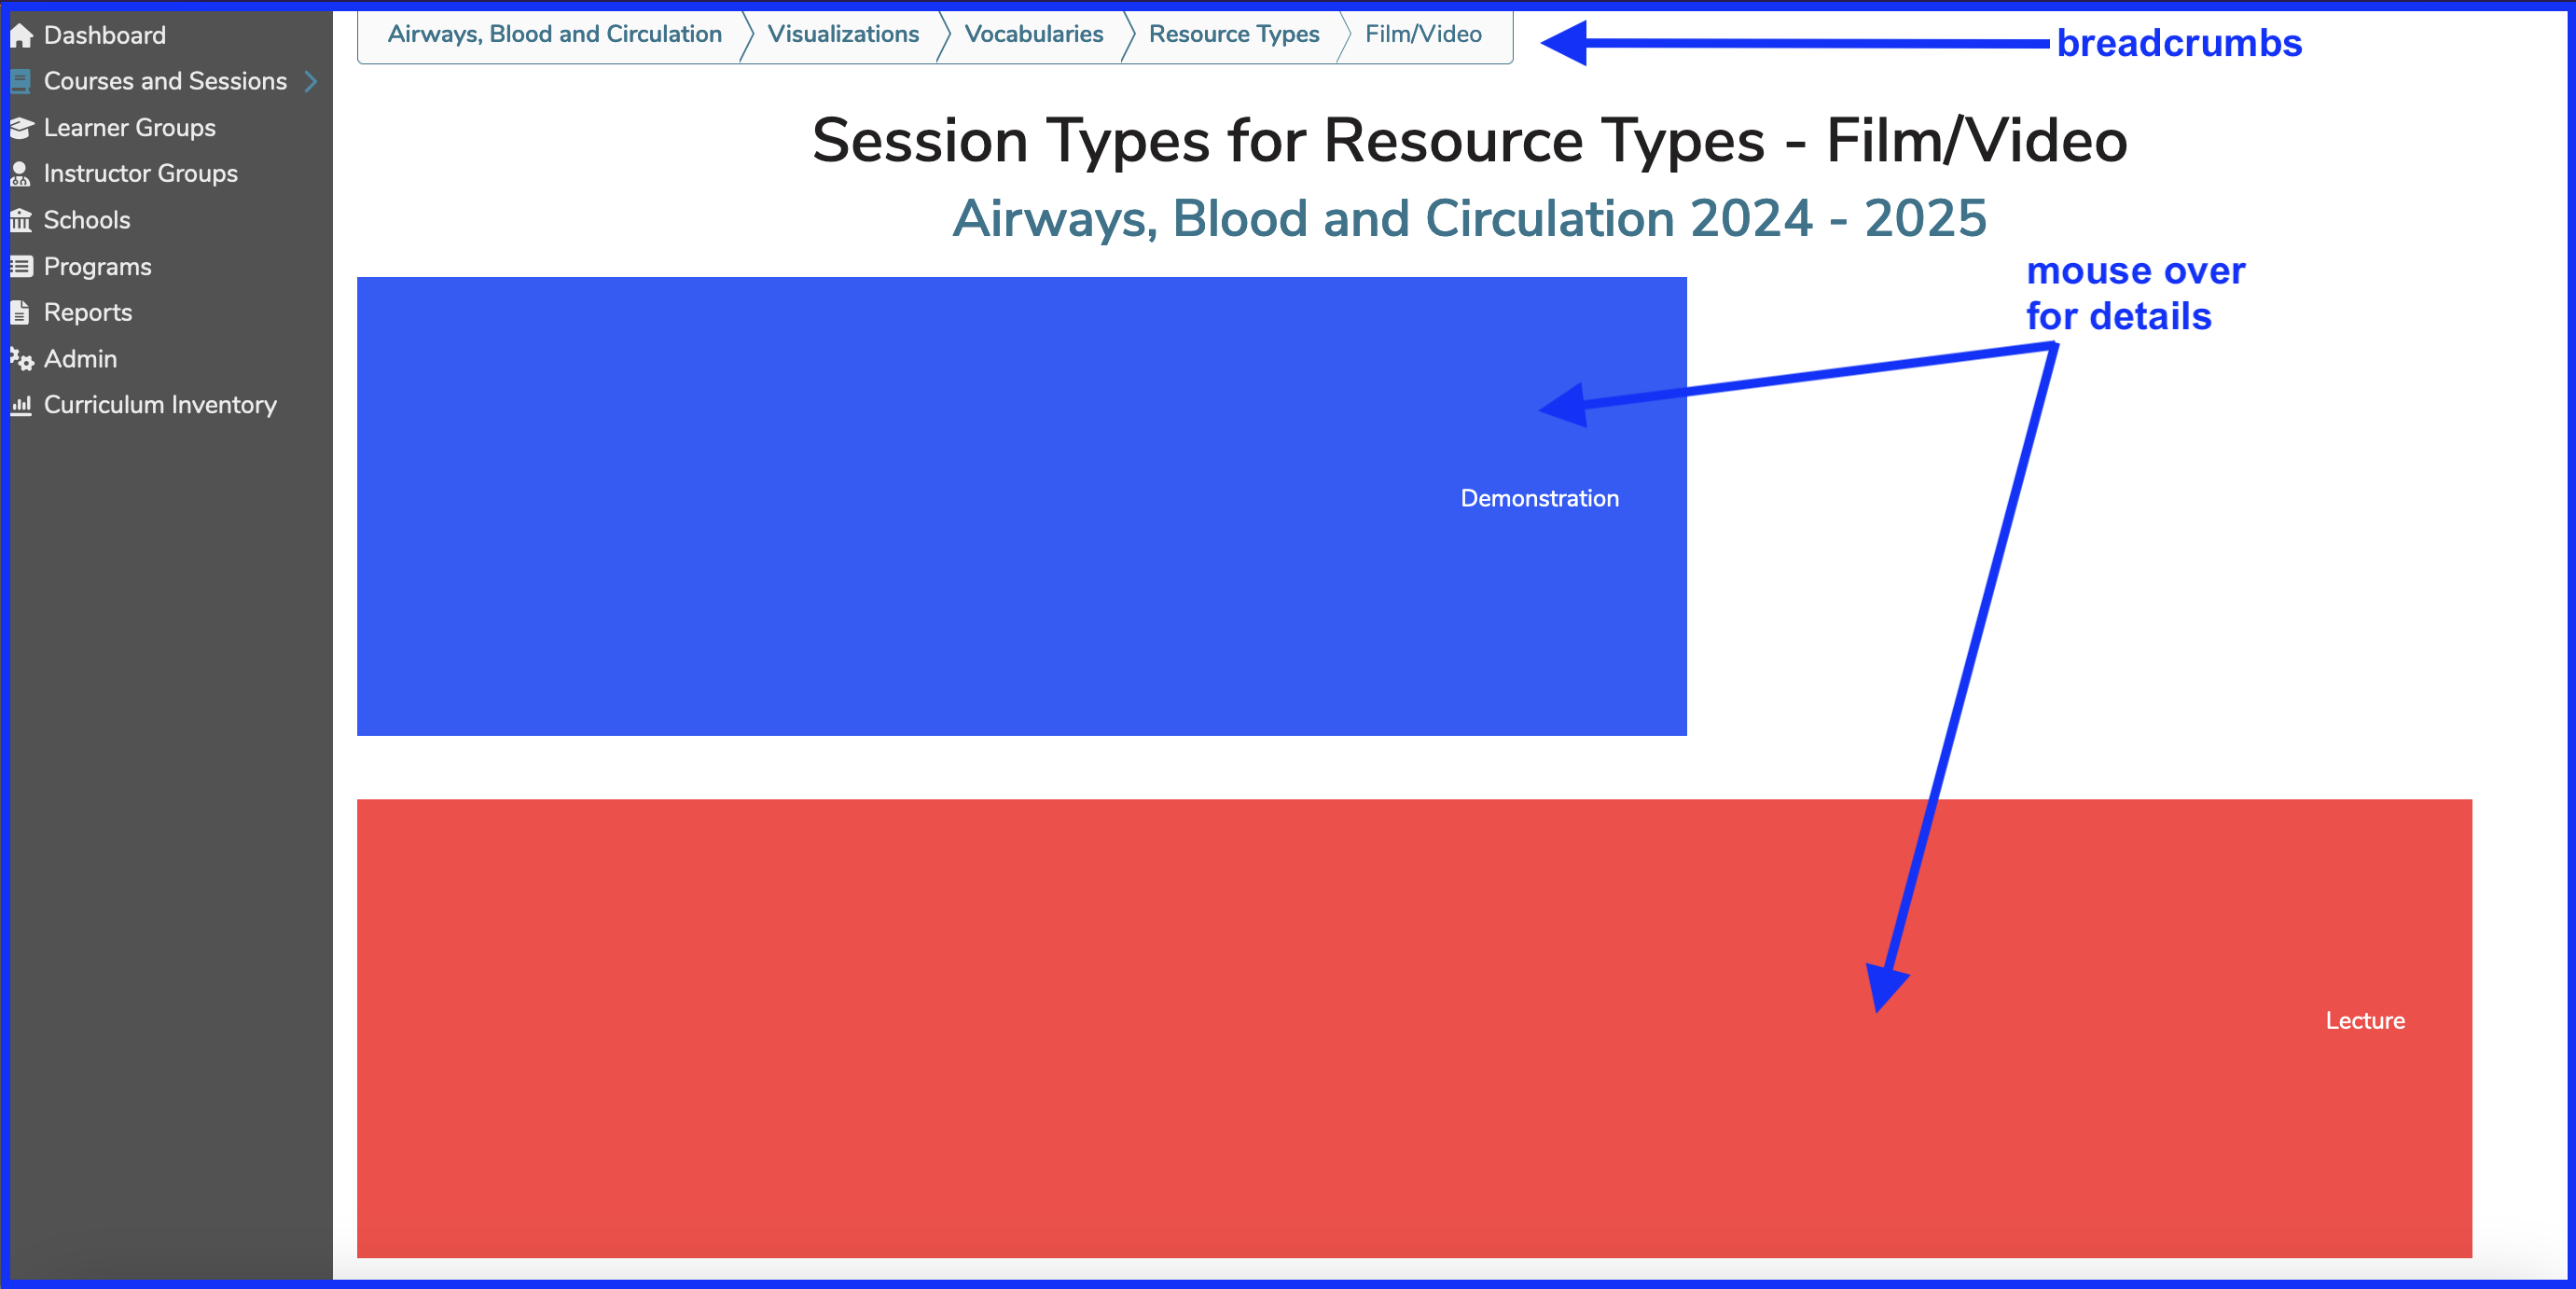 Dashboard
Courses and Sessions
Learner Groups
Instructor Groups
Schools
Programs
Reports
Admin
Curriculum Inventory
Airways, Blood and Circulation
Visualizations
Vocabularies
Resource Types
Film/Video
breadcrumbs
Session Types for Resource Types - Film/Video
Airways, Blood and Circulation 2024 - 2025
mouse over
for details
Demonstration
Lecture